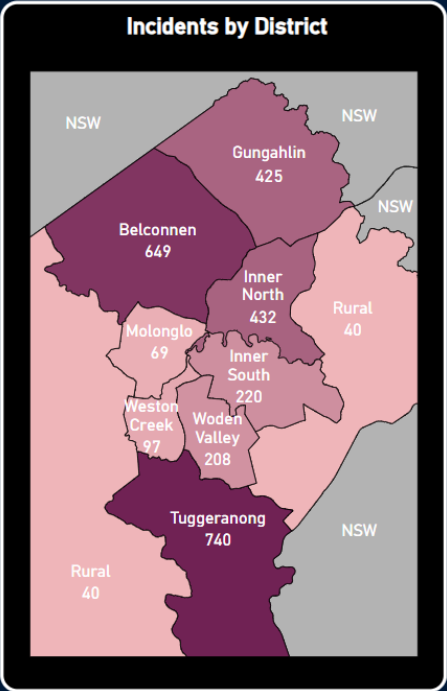 Incidents by District
NSW
NSW
Gungahlin
425
NSW
Belconnen
649
Inner
North
432
Rural
40
Molonglo
69
Inner
South
220
Weston
Creek
97
Woden
Valley
208
Tuggeranong
740
NSW
Rural
40